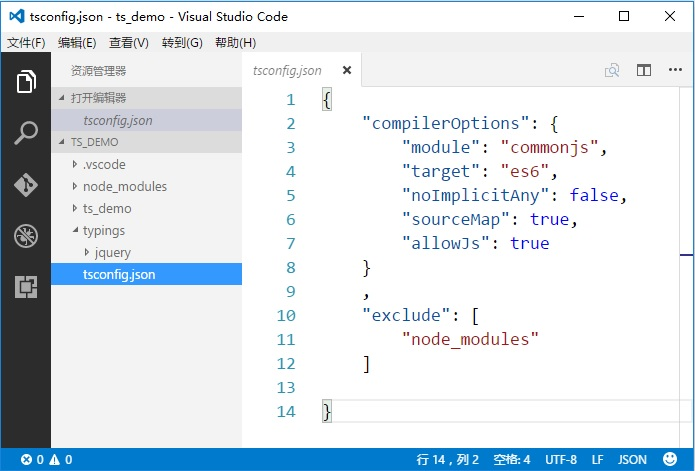 tsconfig.json - ts_demo - Visual Studio Code
文件(F) 编辑(E) 查看(V) 转到(G) 帮助(H)
资源管理器
打开编辑器
tsconfig.json
TS_DEMO
.vscode
node_modules
ts_demo
typings
jquery
tsconfig.json
tsconfig.json
1 {
2 "compilerOptions": {
3 "module": "commonjs",
4 "target": "es6",
5 "noImplicitAny": false,
6 "sourceMap": true,
7 "allowJs": true
8 }
9 ,
10 "exclude": [
11 "node_modules"
12 ]
13
14 }
0 0 行 14，列 2 空格: 4 UTF-8 LF JSON